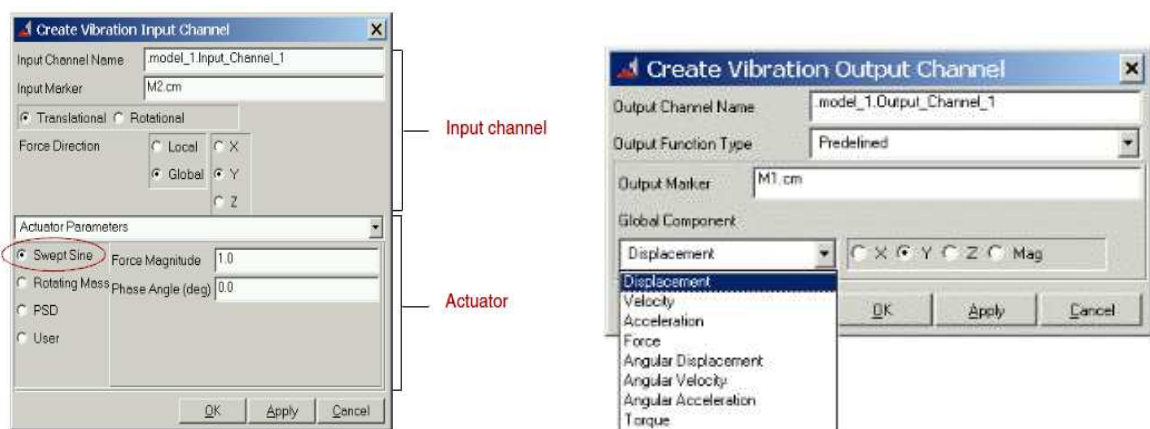 Create Vibration Input Channel
Input Channel Name .model_1.Input_Channel_1
Input Marker M2.cm
Translational Rotational
Force Direction Local X
Global Y
Z
Actuator Parameters
Swept Sine Force Magnitude 1.0
Rotating Mass Phase Angle (deg) 0.0
PSD
User
OK Apply Cancel
Input channel
Actuator
Create Vibration Output Channel
Output Channel Name .model_1.Output_Channel_1
Output Function Type Predefined
Output Marker M1.cm
Global Component
Displacement X Y Z Mag
Displacement
Velocity
Acceleration
Force
Angular Displacement
Angular Velocity
Angular Acceleration
Torque
OK Apply Cancel